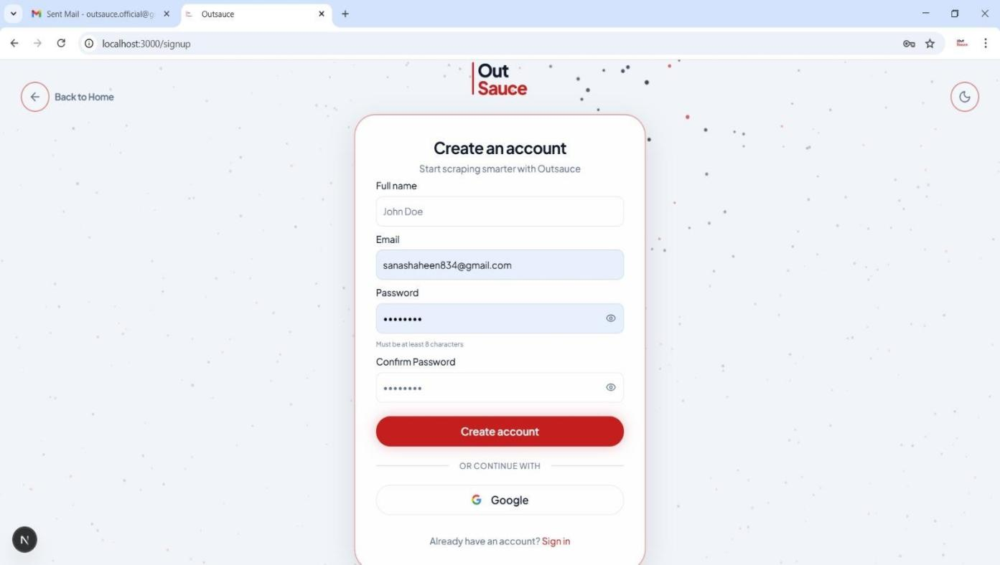 Sent Mail - outsauce.official@g
Outsauce
localhost:3000/signup
Out
Sauce
Back to Home
Create an account
Start scraping smarter with Outsauce
Full name
John Doe
Email
sanashaheen834@gmail.com
Password
••••••••
Must be at least 8 characters
Confirm Password
••••••••
Create account
OR CONTINUE WITH
G Google
Already have an account? Sign in
N